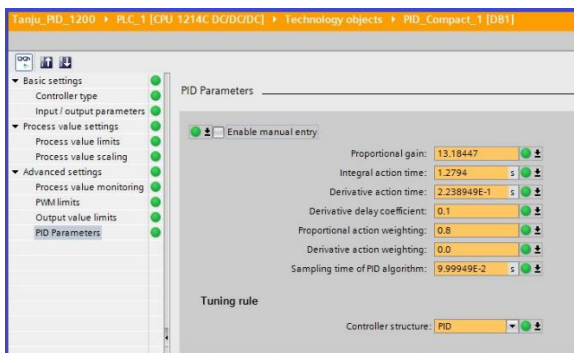 Tanju_PID_1200 ▸ PLC_1 [CPU 1214C DC/DC/DC] ▸ Technology objects ▸ PID_Compact_1 [DB1]
Basic settings
Controller type
Input / output parameters
Process value settings
Process value limits
Process value scaling
Advanced settings
Process value monitoring
PWM limits
Output value limits
PID Parameters
PID Parameters
Enable manual entry
Proportional gain: 13.18447
Integral action time: 1.2794 s
Derivative action time: 2.238949E-1 s
Derivative delay coefficient: 0.1
Proportional action weighting: 0.8
Derivative action weighting: 0.0
Sampling time of PID algorithm: 9.99949E-2 s
Tuning rule
Controller structure: PID